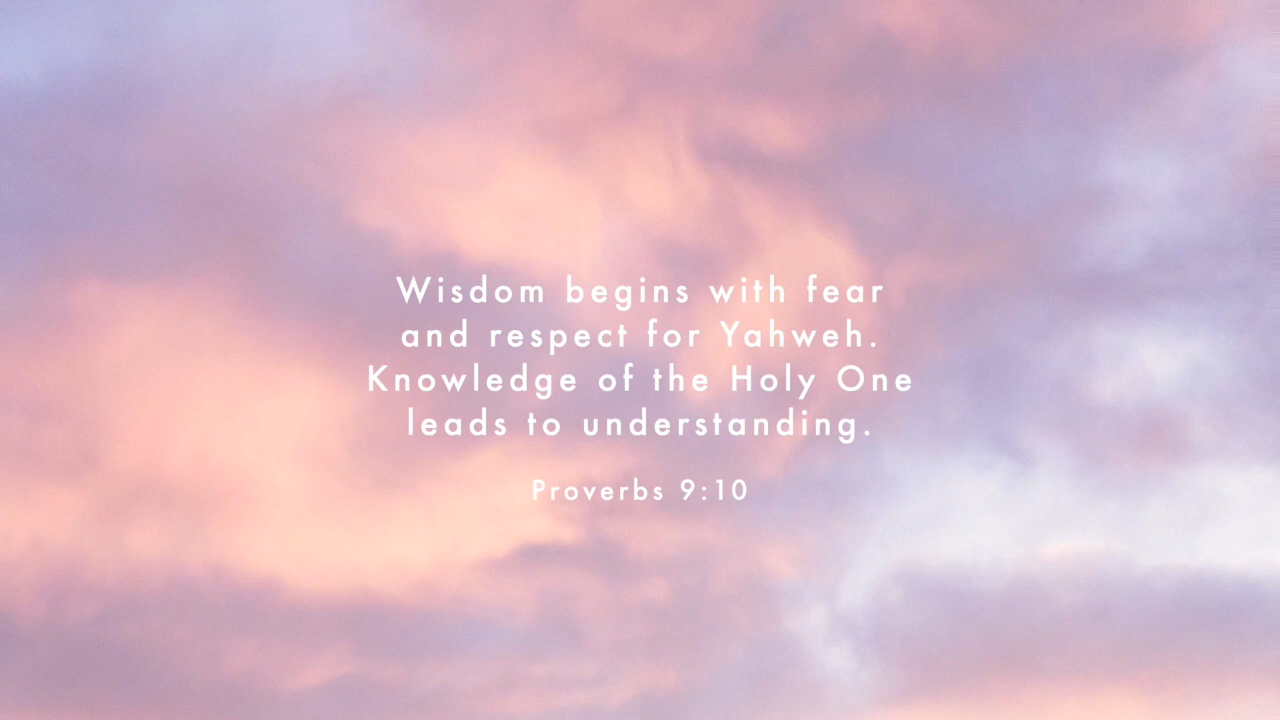 Wisdom begins with fear
and respect for Yahweh.
Knowledge of the Holy One
leads to understanding.
Proverbs 9:10